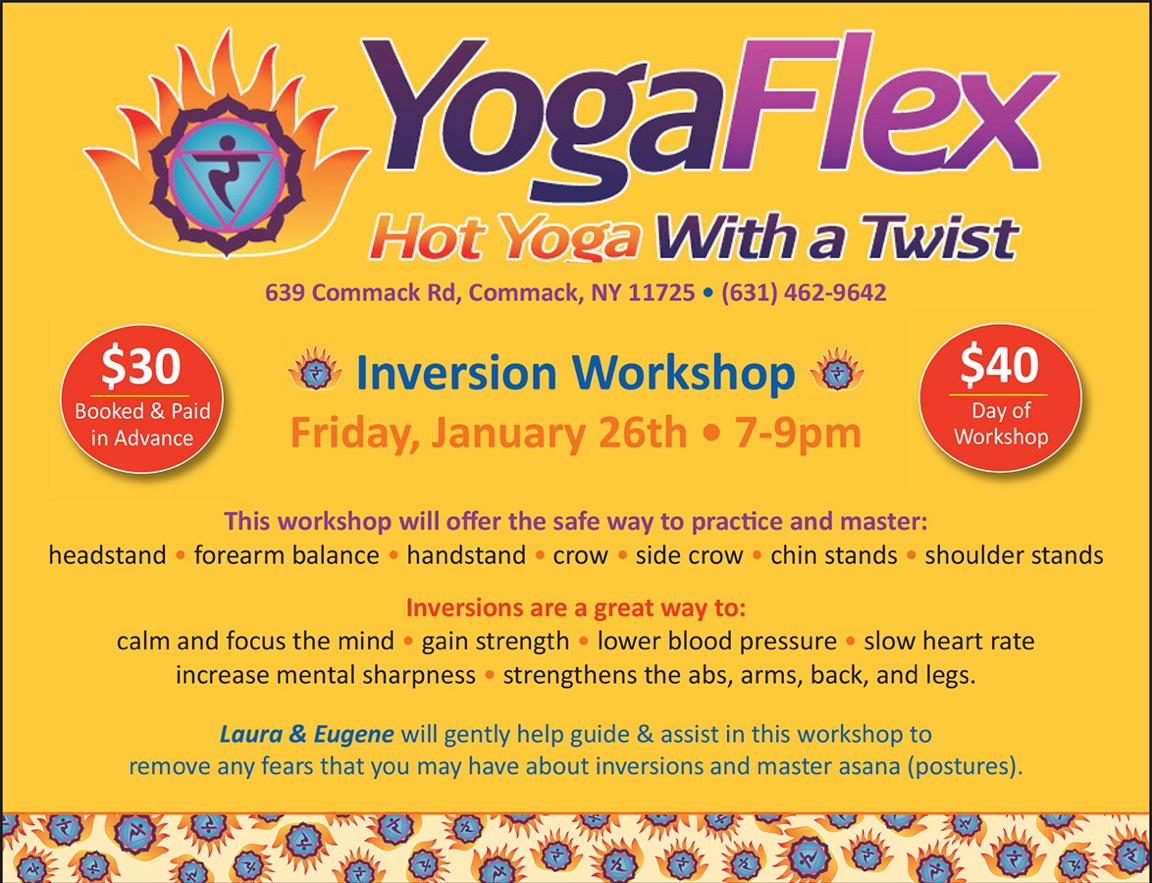 YogaFlex
Hot Yoga With a Twist
639 Commack Rd, Commack, NY 11725 • (631) 462-9642
$30
Booked & Paid
in Advance
Inversion Workshop
Friday, January 26th • 7-9pm
$40
Day of
Workshop
This workshop will offer the safe way to practice and master:
headstand • forearm balance • handstand • crow • side crow • chin stands • shoulder stands
Inversions are a great way to:
calm and focus the mind • gain strength • lower blood pressure • slow heart rate
increase mental sharpness • strengthens the abs, arms, back, and legs.
Laura & Eugene will gently help guide & assist in this workshop to
remove any fears that you may have about inversions and master asana (postures).